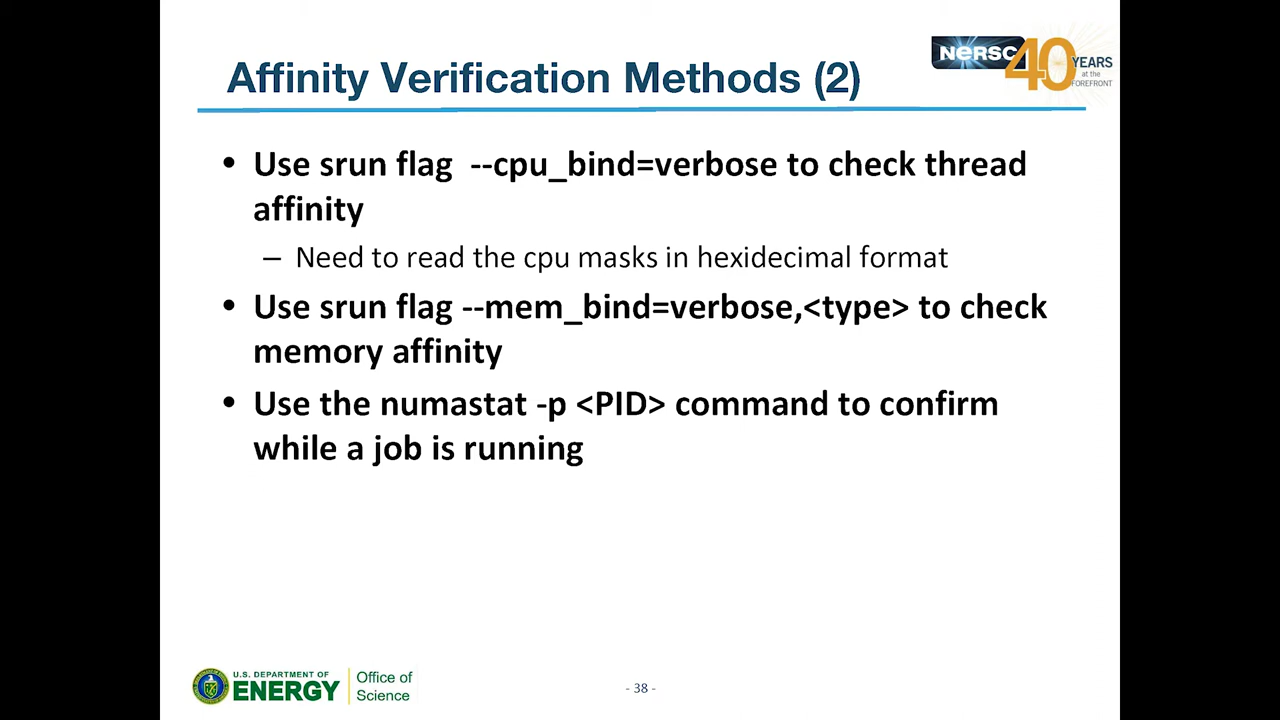 Affinity Verification Methods (2)
NERSC 40 YEARS
at the
FOREFRONT
• Use srun flag --cpu_bind=verbose to check thread
affinity
– Need to read the cpu masks in hexidecimal format
• Use srun flag --mem_bind=verbose,<type> to check
memory affinity
• Use the numastat -p <PID> command to confirm
while a job is running
U.S. DEPARTMENT OF
ENERGY
Office of
Science
- 38 -